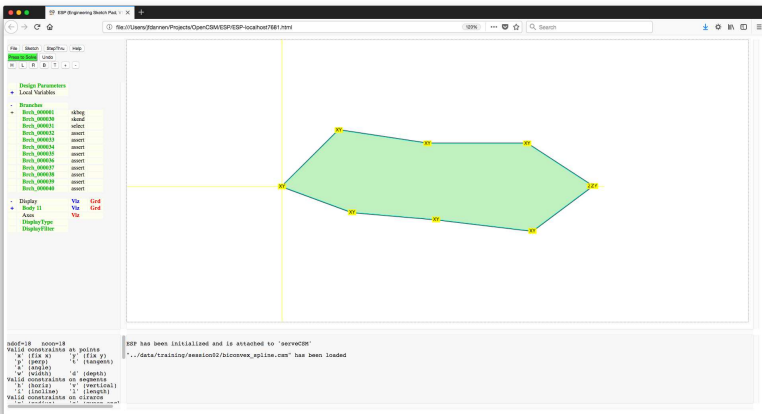 ESP (Engineering Sketch Pad)
file:///Users/jfdannen/Projects/OpenCSM/ESP/ESP-localhost7681.html
120%
Search
File Sketch StepThru Help
Press to Solve Undo
H L R B T + -
Design Parameters
+ Local Variables
- Branches
+ Brch_000001 skbeg
Brch_000030 skend
Brch_000031 select
Brch_000032 assert
Brch_000033 assert
Brch_000034 assert
Brch_000035 assert
Brch_000036 assert
Brch_000037 assert
Brch_000038 assert
Brch_000039 assert
Brch_000040 assert
- Display Viz Grd
+ Body 11 Viz Grd
Axes Viz
DisplayType
DisplayFilter
XY
XY
XY
XY
XY
XY
XY
ndof=18 ncon=18
Valid constraints at points
'x' (fix x) 'y' (fix y)
'p' (perp) 't' (tangent)
'a' (angle)
'w' (width) 'd' (depth)
Valid constraints on segments
'h' (horiz) 'v' (vertical)
'i' (incline) 'l' (length)
Valid constraints on cirarcs
ESP has been initialized and is attached to 'serveCSM'
"../data/training/session02/biconvex_spline.csm" has been loaded